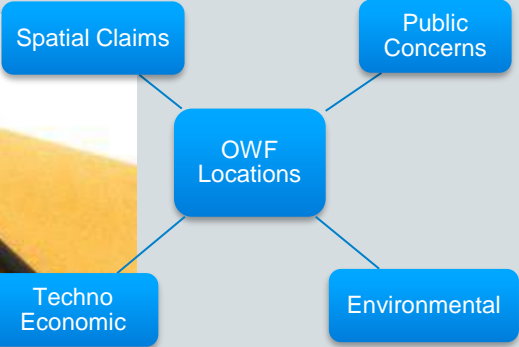 Spatial Claims
Public
Concerns
OWF
Locations
Techno
Economic
Environmental